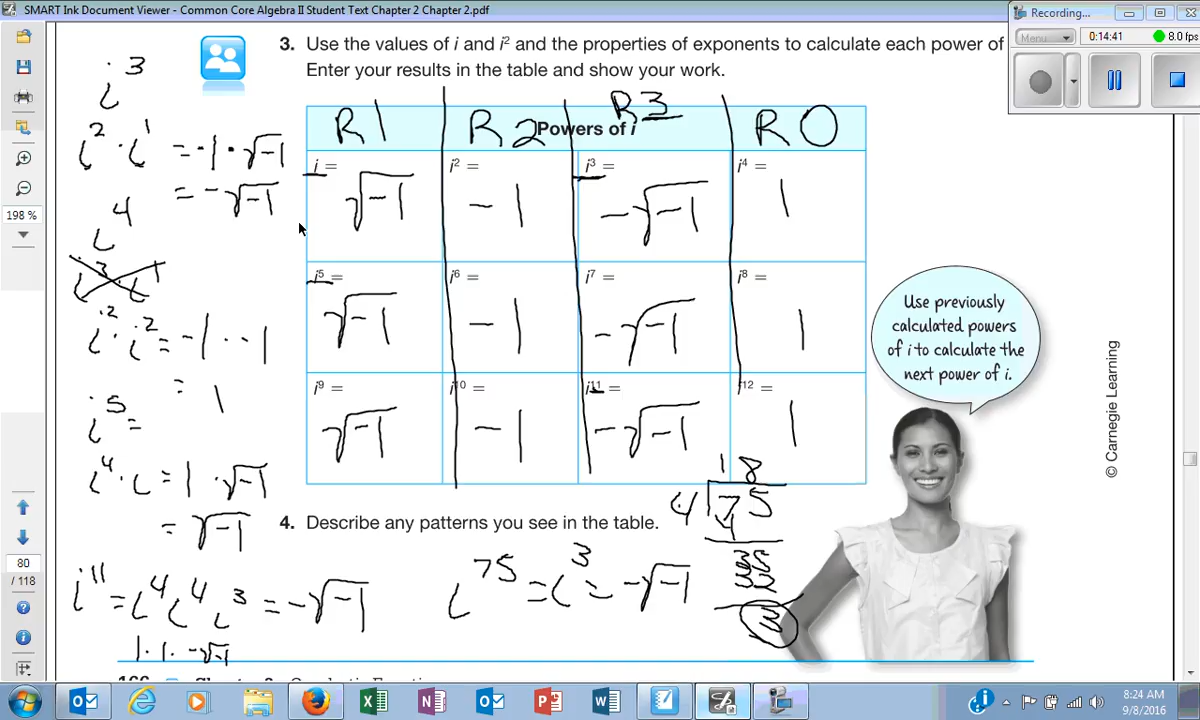 SMART Ink Document Viewer - Common Core Algebra II Student Text Chapter 2 Chapter 2.pdf
Recording...
Menu
0:14:41
8.0 fps
198 %
80
/ 118
3. Use the values of i and i² and the properties of exponents to calculate each power of
Enter your results in the table and show your work.
Powers of i
R1 R2 R3 R0
i = √-1
i² = -1
i³ = -√-1
i⁴ = 1
i⁵ = √-1
i⁶ = -1
i⁷ = -√-1
i⁸ = 1
i⁹ = √-1
i¹⁰ = -1
i¹¹ = -√-1
i¹² = 1
i³
i² · i¹ = -1 · √-1
= -√-1
i⁴
i³ · i¹
i² · i² = -1 · -1
= 1
i⁵ =
i⁴ · i = 1 · √-1
= √-1
i¹¹ = i⁴ i⁴ i³ = -√-1
1 · 1 · -√-1
4. Describe any patterns you see in the table.
i⁷⁵ = i³ = -√-1
18
4 75
4
35
32
3
Use previously
calculated powers
of i to calculate the
next power of i.
© Carnegie Learning
8:24 AM
9/8/2016